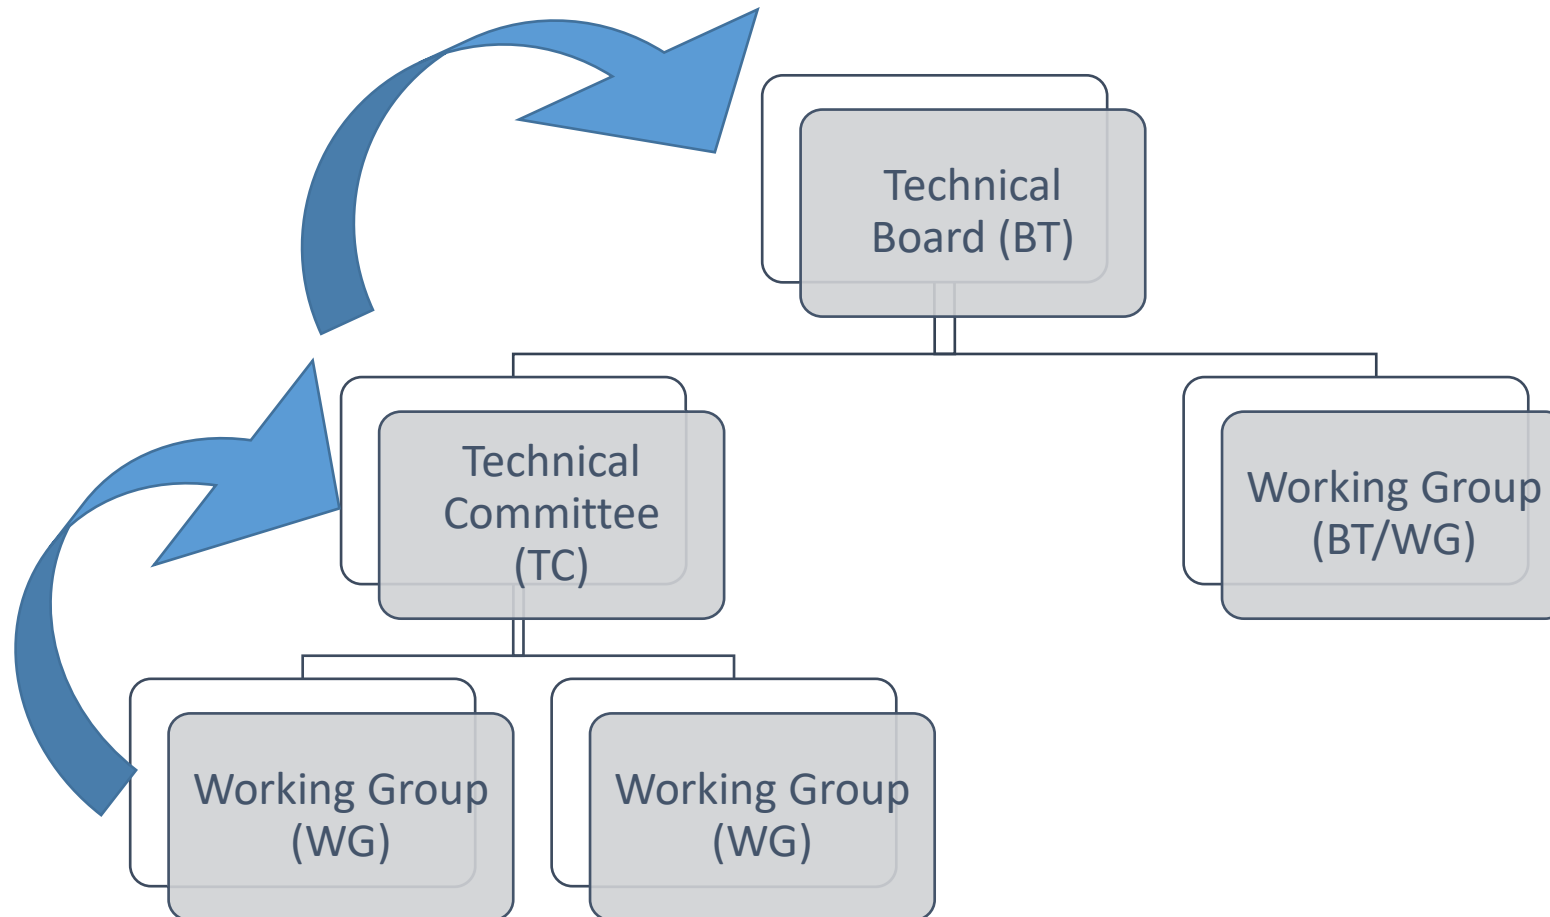 Technical
Board (BT)
Technical
Committee
(TC)
Working Group
(BT/WG)
Working Group
(WG)
Working Group
(WG)